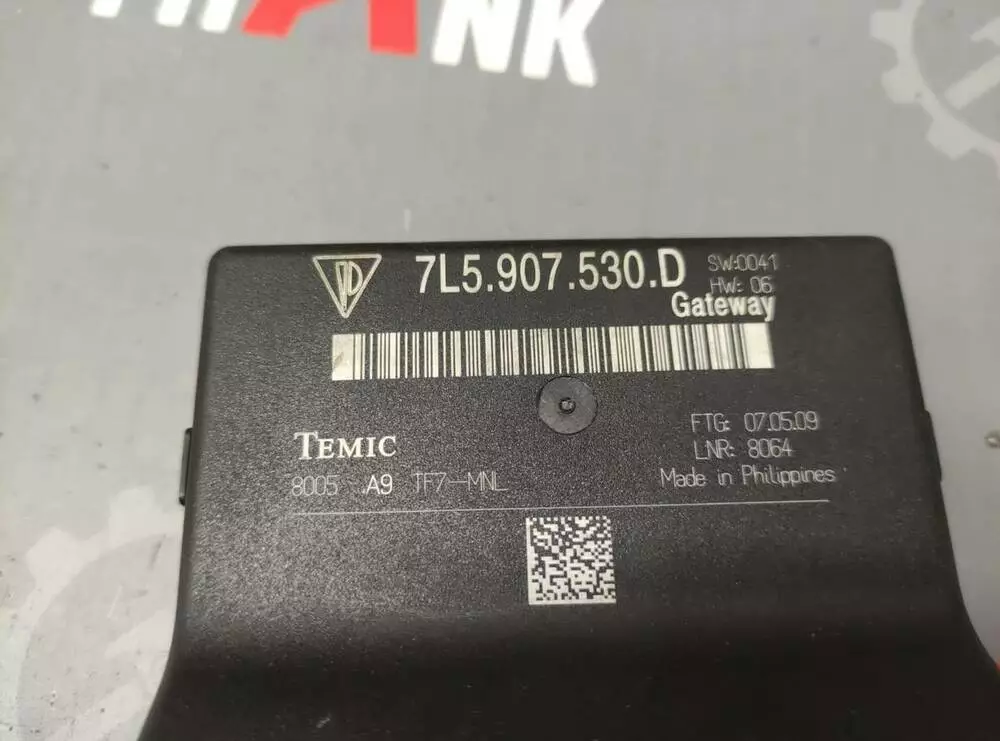 NK
7L5.907.530.D
SW:0041
HW: 06
Gateway
TEMIC
FTG: 07.05.09
LNR: 8064
8005 .A9 TF7-MNL
Made in Philippines